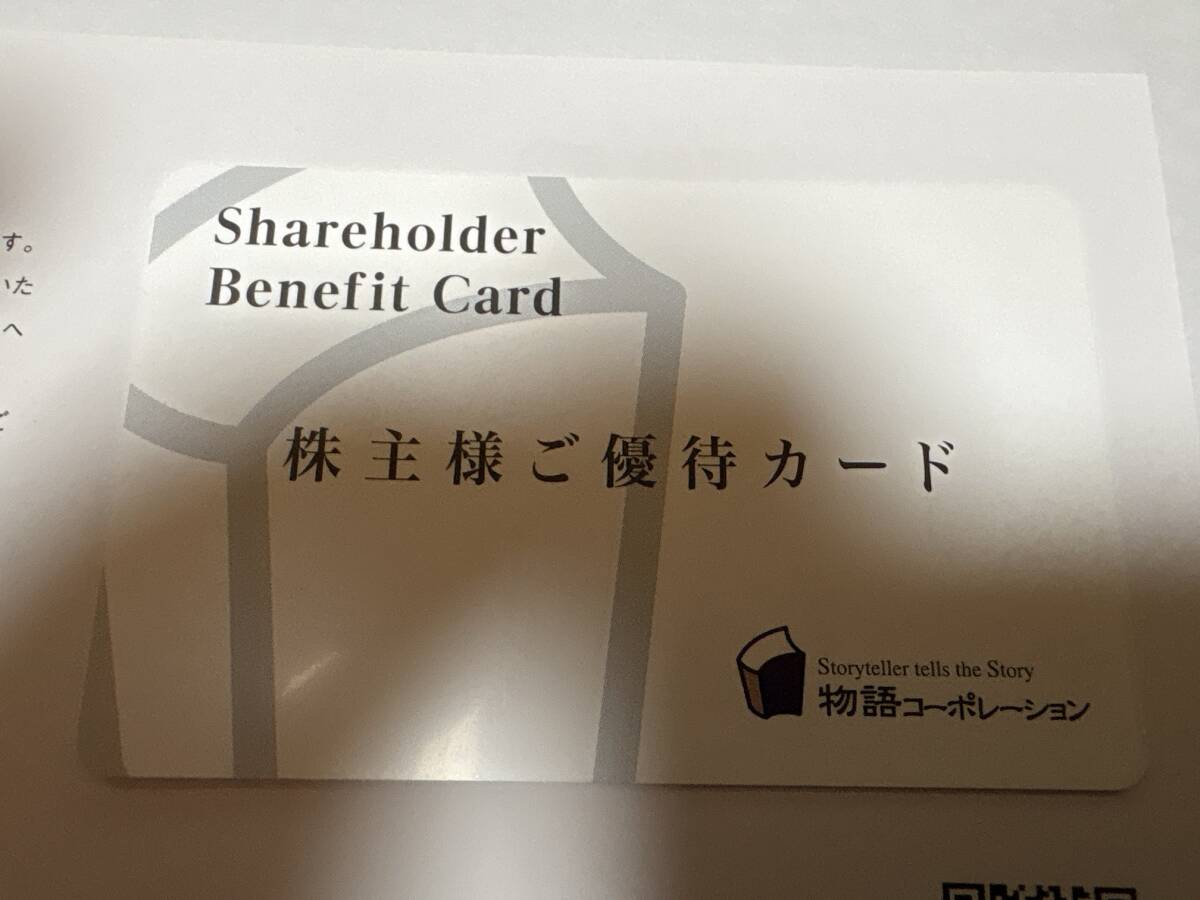 す。
いた
へ
Shareholder
Benefit Card
株主様ご優待カード
Storyteller tells the Story
物語コーポレーション